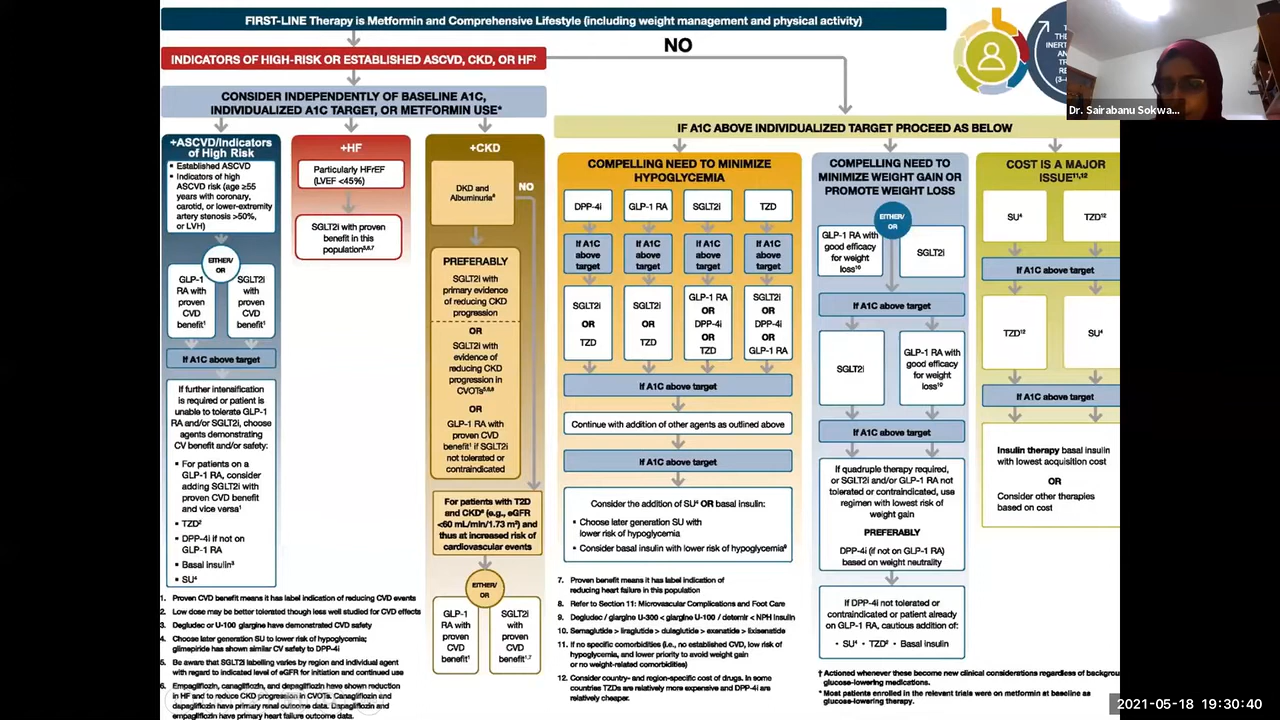 FIRST-LINE Therapy is Metformin and Comprehensive Lifestyle (including weight management and physical activity)
INDICATORS OF HIGH-RISK OR ESTABLISHED ASCVD, CKD, OR HF†
NO
CONSIDER INDEPENDENTLY OF BASELINE A1C,
INDIVIDUALIZED A1C TARGET, OR METFORMIN USE*
IF A1C ABOVE INDIVIDUALIZED TARGET PROCEED AS BELOW
+ASCVD/Indicators
of High Risk
• Established ASCVD
• Indicators of high
ASCVD risk (age ≥55
years with coronary,
carotid, or lower-extremity
artery stenosis >50%,
or LVH)
EITHER/
OR
GLP-1
RA with
proven
CVD
benefit¹
SGLT2i
with
proven
CVD
benefit¹
If A1C above target
If further intensification
is required or patient is
unable to tolerate GLP-1
RA and/or SGLT2i, choose
agents demonstrating
CV benefit and/or safety:
• For patients on a
GLP-1 RA, consider
adding SGLT2i with
proven CVD benefit
and vice versa¹
• TZD²
• DPP-4i if not on
GLP-1 RA
• Basal insulin³
• SU⁴
+HF
Particularly HFrEF
(LVEF <45%)
SGLT2i with proven
benefit in this
population⁵,⁶,⁷
+CKD
DKD and
Albuminuria⁸
NO
PREFERABLY
SGLT2i with
primary evidence
of reducing CKD
progression
OR
SGLT2i with
evidence of
reducing CKD
progression in
CVOTs⁵,⁶,⁸
OR
GLP-1 RA with
proven CVD
benefit¹ if SGLT2i
not tolerated or
contraindicated
For patients with T2D
and CKD⁸ (e.g., eGFR
<60 mL/min/1.73 m²) and
thus at increased risk of
cardiovascular events
EITHER/
OR
GLP-1
RA with
proven
CVD
benefit¹
SGLT2i
with
proven
CVD
benefit¹,⁷
COMPELLING NEED TO MINIMIZE
HYPOGLYCEMIA
DPP-4i
GLP-1 RA
SGLT2i
TZD
If A1C
above
target
If A1C
above
target
If A1C
above
target
If A1C
above
target
SGLT2i
OR
TZD
SGLT2i
OR
TZD
GLP-1 RA
OR
DPP-4i
OR
TZD
SGLT2i
OR
DPP-4i
OR
GLP-1 RA
If A1C above target
Continue with addition of other agents as outlined above
If A1C above target
Consider the addition of SU⁴ OR basal insulin:
• Choose later generation SU with
lower risk of hypoglycemia
• Consider basal insulin with lower risk of hypoglycemia⁹
COMPELLING NEED TO
MINIMIZE WEIGHT GAIN OR
PROMOTE WEIGHT LOSS
EITHER/
OR
GLP-1 RA with
good efficacy
for weight
loss¹⁰
SGLT2i
If A1C above target
SGLT2i
GLP-1 RA with
good efficacy
for weight
loss¹⁰
If A1C above target
If quadruple therapy required,
or SGLT2i and/or GLP-1 RA not
tolerated or contraindicated, use
regimen with lowest risk of
weight gain
PREFERABLY
DPP-4i (if not on GLP-1 RA)
based on weight neutrality
If DPP-4i not tolerated or
contraindicated or patient already
on GLP-1 RA, cautious addition of:
• SU⁴ • TZD² • Basal insulin
COST IS A MAJOR
ISSUE¹¹,¹²
SU⁴
TZD¹²
If A1C above target
TZD¹²
SU⁴
If A1C above target
Insulin therapy basal insulin
with lowest acquisition cost
OR
Consider other therapies
based on cost
1. Proven CVD benefit means it has label indication of reducing CVD events
2. Low dose may be better tolerated though less well studied for CVD effects
3. Degludec or U-100 glargine have demonstrated CVD safety
4. Choose later generation SU to lower risk of hypoglycemia;
glimepiride has shown similar CV safety to DPP-4i
5. Be aware that SGLT2i labelling varies by region and individual agent
with regard to indicated level of eGFR for initiation and continued use
6. Empagliflozin, canagliflozin, and dapagliflozin have shown reduction
in HF and to reduce CKD progression in CVOTs. Canagliflozin and
dapagliflozin have primary renal outcome data. Dapagliflozin and
empagliflozin have primary heart failure outcome data.
7. Proven benefit means it has label indication of
reducing heart failure in this population
8. Refer to Section 11: Microvascular Complications and Foot Care
9. Degludec / glargine U-300 < glargine U-100 / detemir < NPH insulin
10. Semaglutide > liraglutide > dulaglutide > exenatide > lixisenatide
11. If no specific comorbidities (i.e., no established CVD, low risk of
hypoglycemia, and lower priority to avoid weight gain
or no weight-related comorbidities)
12. Consider country- and region-specific cost of drugs. In some
countries TZDs are relatively more expensive and DPP-4i are
relatively cheaper.
† Actioned whenever these become new clinical considerations regardless of backgrou
glucose-lowering medications.
* Most patients enrolled in the relevant trials were on metformin at baseline as
glucose-lowering therapy.
Dr. Sairabanu Sokwa...
2021-05-18 19:30:40